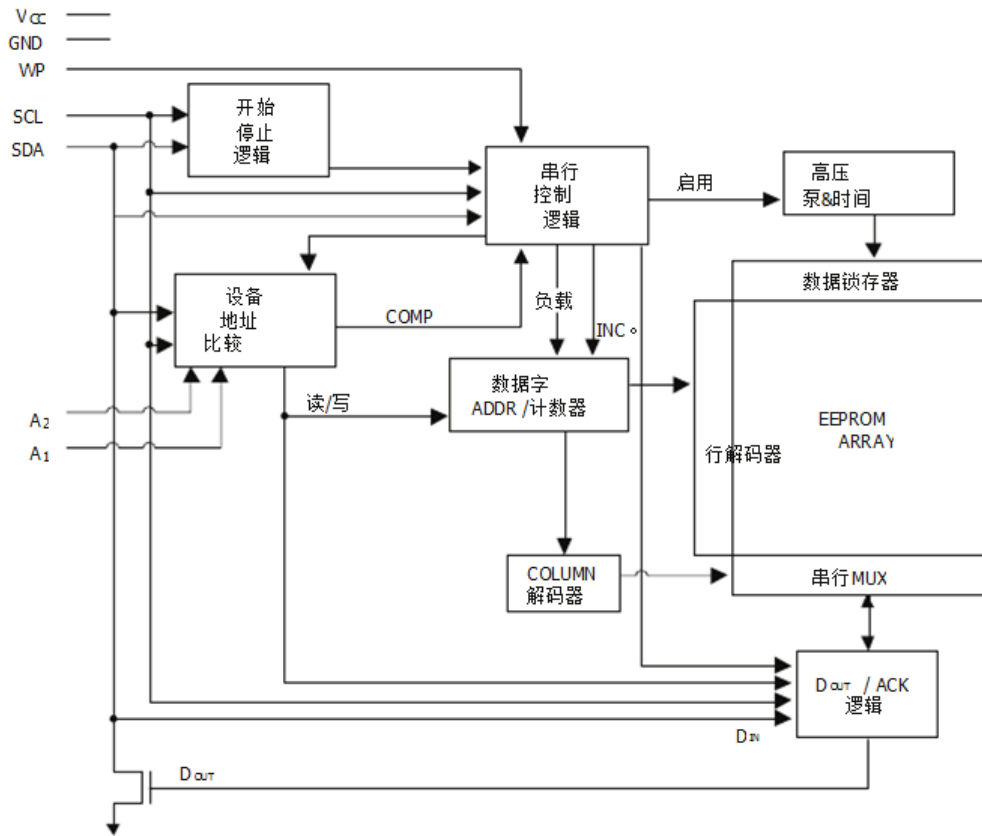 VCC
GND
WP
SCL
SDA
开始
停止
逻辑
串行
控制
逻辑
启用
高压
泵&时间
数据锁存器
设备
地址
比较
COMP
负载
INC。
A2
A1
读/写
数据字
ADDR /计数器
EEPROM
ARRAY
行解码器
COLUMN
解码器
串行MUX
DOUT / ACK
逻辑
DIN
DOUT